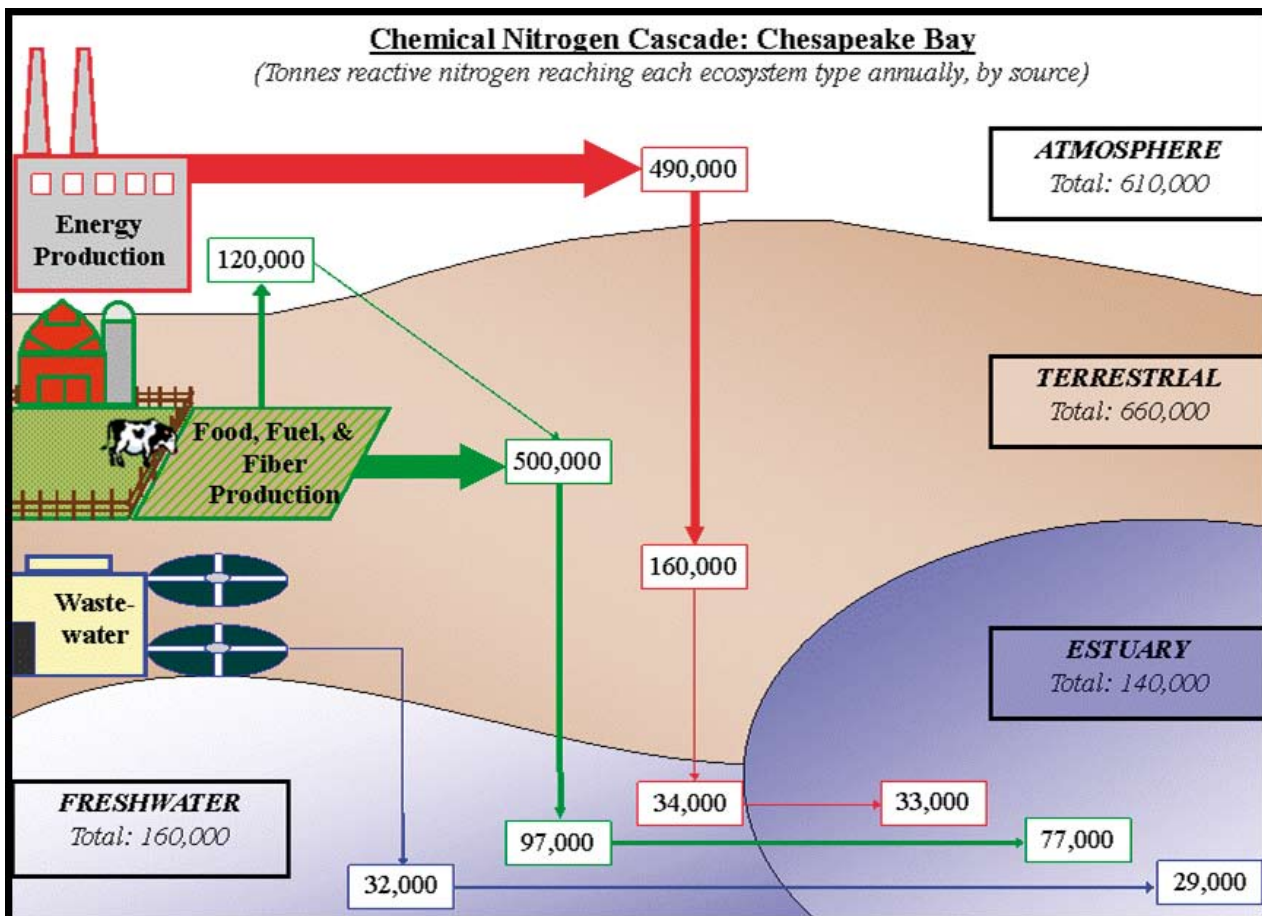 Chemical Nitrogen Cascade: Chesapeake Bay
(Tonnes reactive nitrogen reaching each ecosystem type annually, by source)
ATMOSPHERE
Total: 610,000
490,000
Energy
Production
120,000
TERRESTRIAL
Total: 660,000
Food, Fuel, &
Fiber
Production
500,000
160,000
Waste-
water
ESTUARY
Total: 140,000
FRESHWATER
Total: 160,000
34,000
33,000
97,000
77,000
32,000
29,000